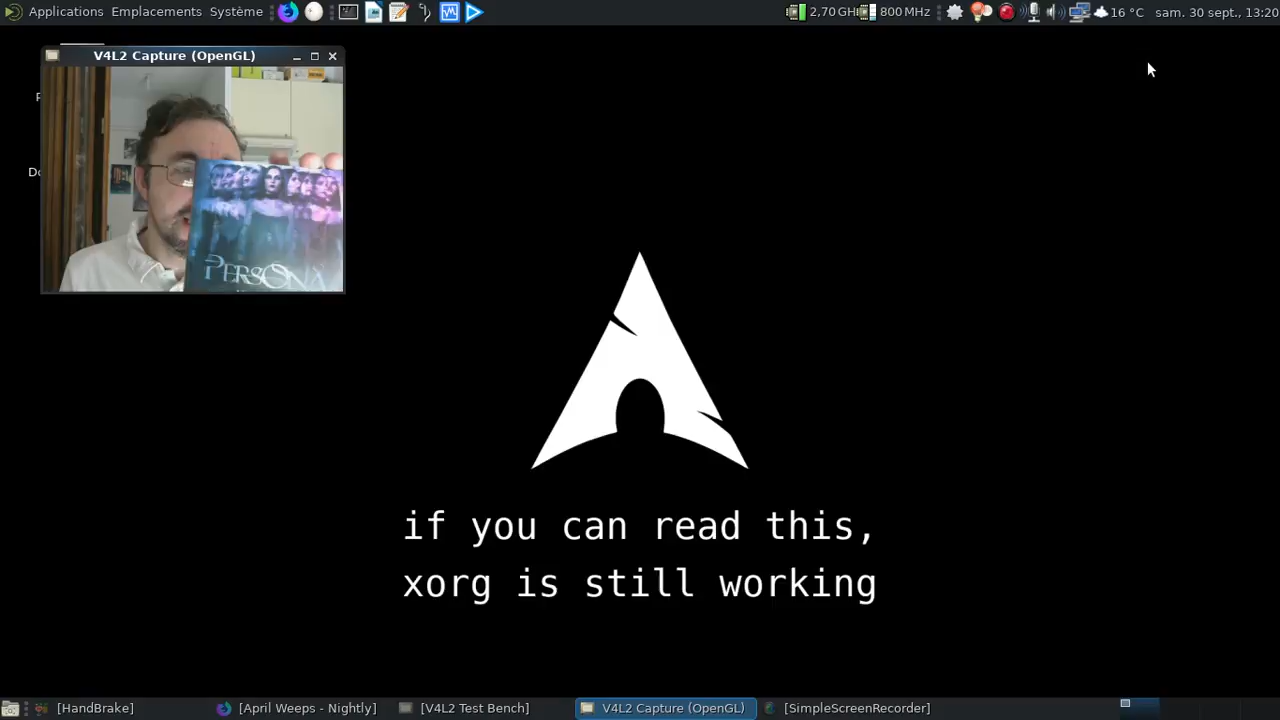 Applications Emplacements Système
2,70 GHz 800 MHz 16 °C sam. 30 sept., 13:20
V4L2 Capture (OpenGL)
PERSONA
if you can read this,
xorg is still working
[HandBrake] [April Weeps - Nightly] [V4L2 Test Bench] V4L2 Capture (OpenGL) [SimpleScreenRecorder]